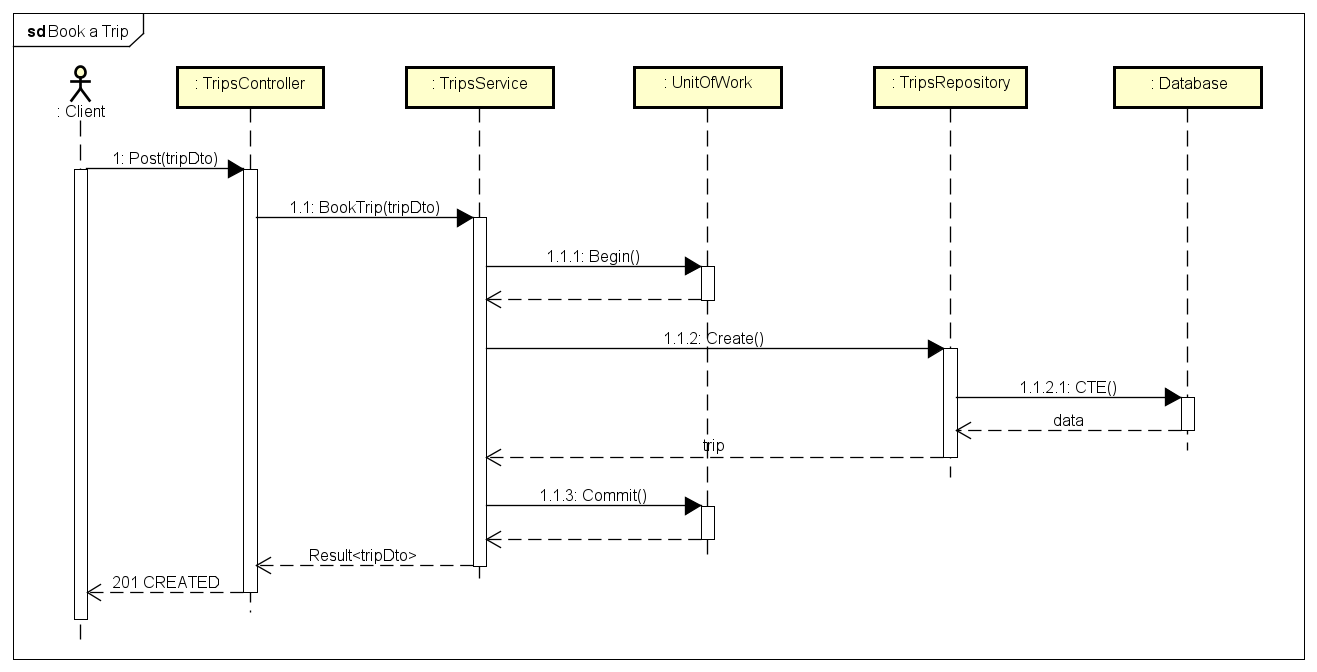 sd Book a Trip
: Client
: TripsController
: TripsService
: UnitOfWork
: TripsRepository
: Database
1: Post(tripDto)
1.1: BookTrip(tripDto)
1.1.1: Begin()
1.1.2: Create()
1.1.2.1: CTE()
data
trip
1.1.3: Commit()
Result<tripDto>
201 CREATED